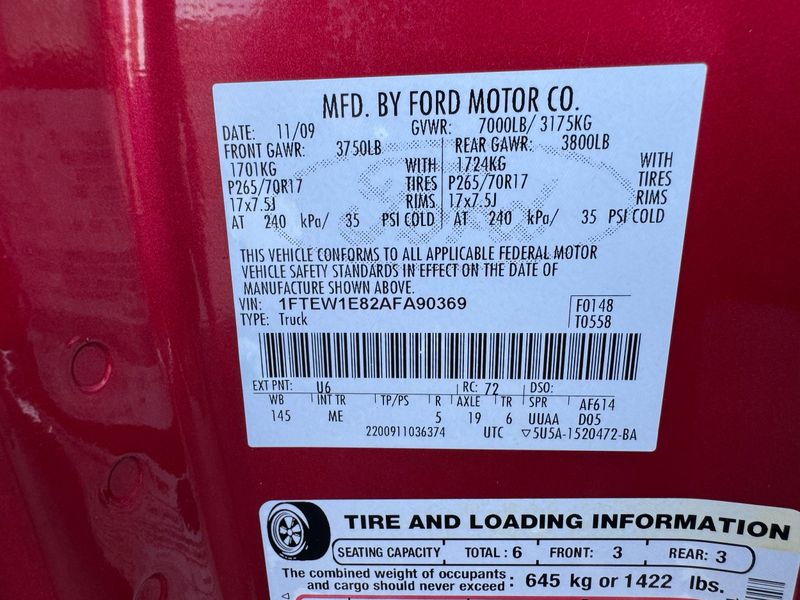 MFD. BY FORD MOTOR CO.
DATE: 11/09 GVWR: 7000LB/ 3175KG
FRONT GAWR: 3750LB REAR GAWR: 3800LB
1701KG WITH 1724KG WITH
P265/70R17 TIRES P265/70R17 TIRES
17x7.5J RIMS 17x7.5J RIMS
AT 240 kPa/ 35 PSI COLD AT 240 kPa/ 35 PSI COLD
THIS VEHICLE CONFORMS TO ALL APPLICABLE FEDERAL MOTOR
VEHICLE SAFETY STANDARDS IN EFFECT ON THE DATE OF
MANUFACTURE SHOWN ABOVE.
VIN: 1FTEW1E82AFA90369 F0148
TYPE: Truck T0558
EXT PNT: U6 RC: 72 DSO:
WB INT TR TP/PS R AXLE TR SPR AF614
145 ME 5 19 6 UUAA D05
2200911036374 UTC ▽5U5A-1520472-BA
TIRE AND LOADING INFORMATION
SEATING CAPACITY TOTAL : 6 FRONT: 3 REAR: 3
The combined weight of occupants and cargo should never exceed: 645 kg or 1422 lbs.